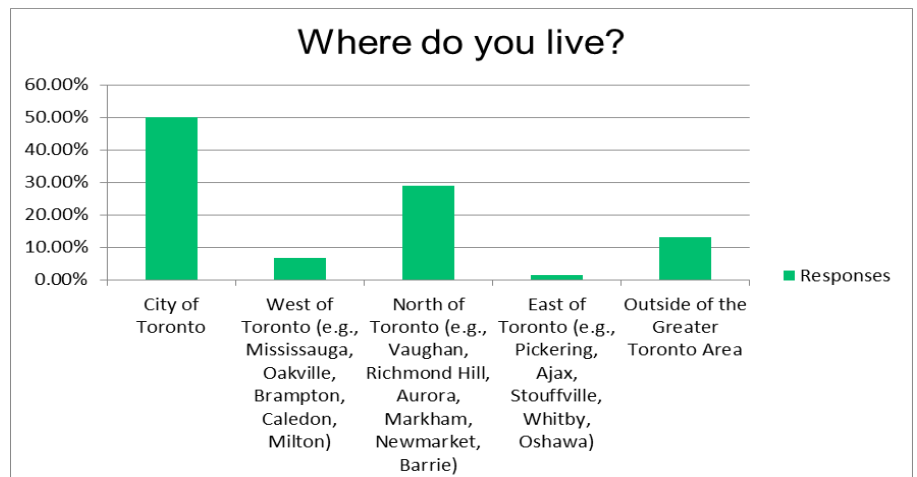 Where do you live?
60.00%
50.00%
40.00%
30.00%
20.00%
10.00%
0.00%
City of
Toronto
West of
Toronto (e.g.,
Mississauga,
Oakville,
Brampton,
Caledon,
Milton)
North of
Toronto (e.g.,
Vaughan,
Richmond Hill,
Aurora,
Markham,
Newmarket,
Barrie)
East of
Toronto (e.g.,
Pickering,
Ajax,
Stouffville,
Whitby,
Oshawa)
Outside of the
Greater
Toronto Area
Responses